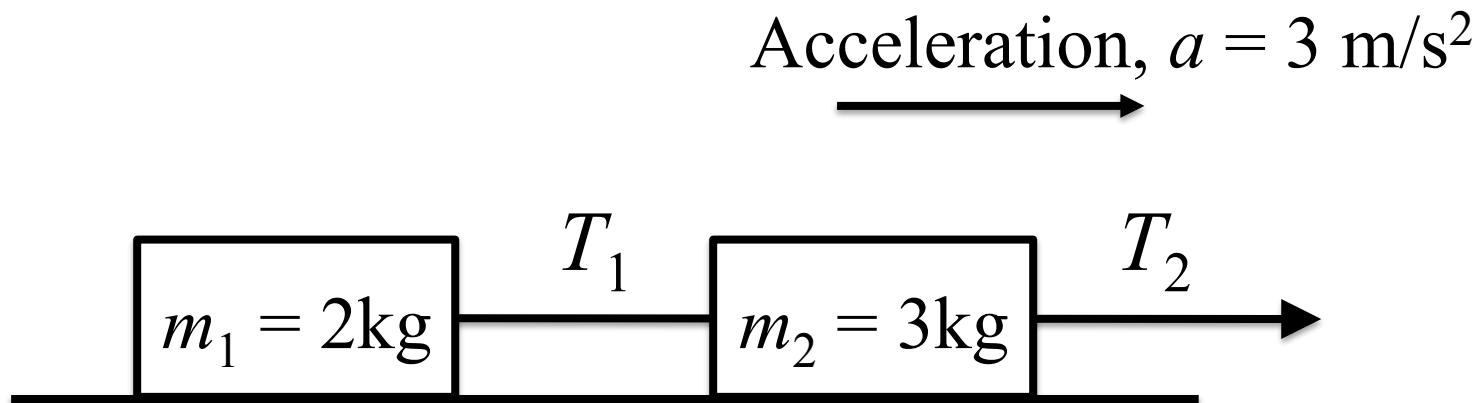 Acceleration, a = 3 m/s²
T₁ T₂
m₁ = 2kg m₂ = 3kg